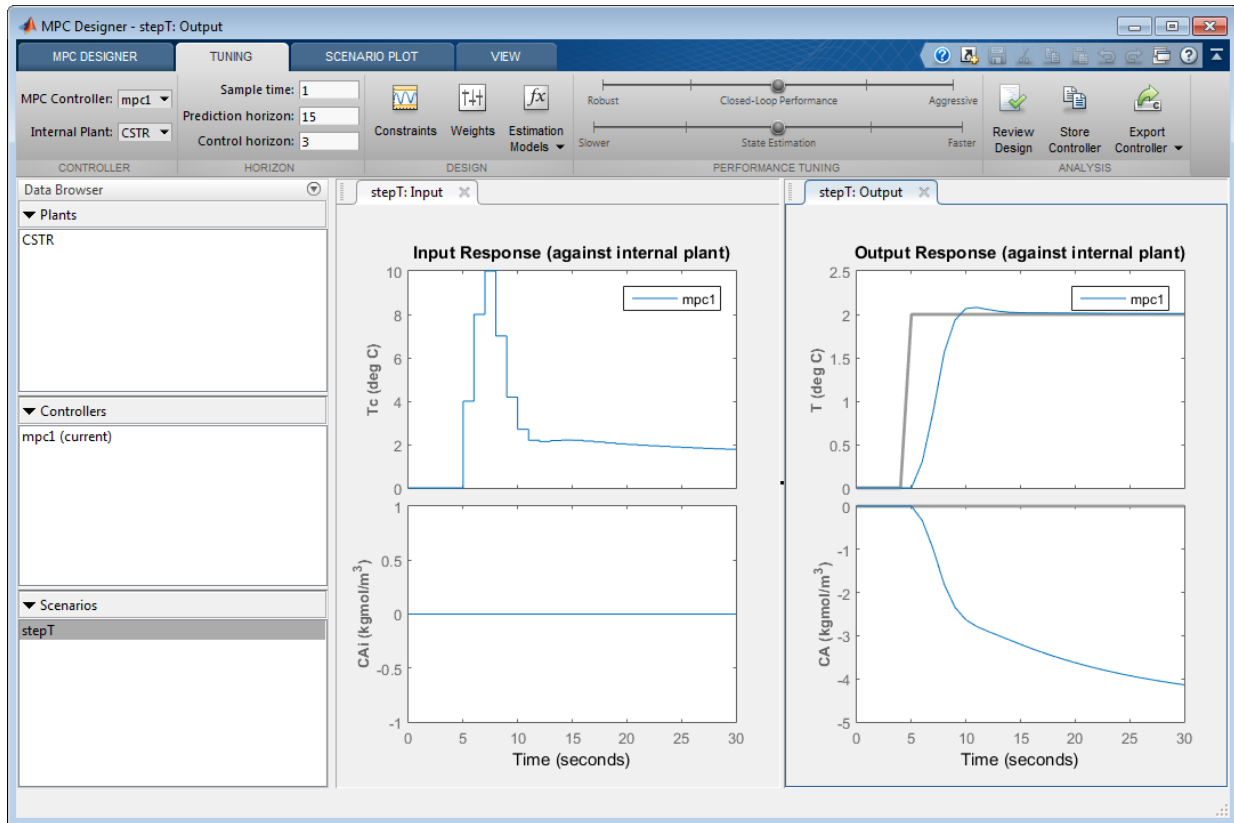 MPC Designer - stepT: Output
MPC DESIGNER TUNING SCENARIO PLOT VIEW
MPC Controller: mpc1
Internal Plant: CSTR
CONTROLLER
Sample time: 1
Prediction horizon: 15
Control horizon: 3
HORIZON
Constraints Weights Estimation Models
DESIGN
Robust Closed-Loop Performance Aggressive
Slower State Estimation Faster
PERFORMANCE TUNING
Review Design Store Controller Export Controller
ANALYSIS
Data Browser
Plants
CSTR
Controllers
mpc1 (current)
Scenarios
stepT
stepT: Input
Input Response (against internal plant)
mpc1
Tc (deg C)
10
8
6
4
2
0
CAi (kgmol/m³)
1
0.5
0
-0.5
-1
0 5 10 15 20 25 30
Time (seconds)
stepT: Output
Output Response (against internal plant)
mpc1
T (deg C)
2.5
2
1.5
1
0.5
0
CA (kgmol/m³)
0
-1
-2
-3
-4
-5
0 5 10 15 20 25 30
Time (seconds)